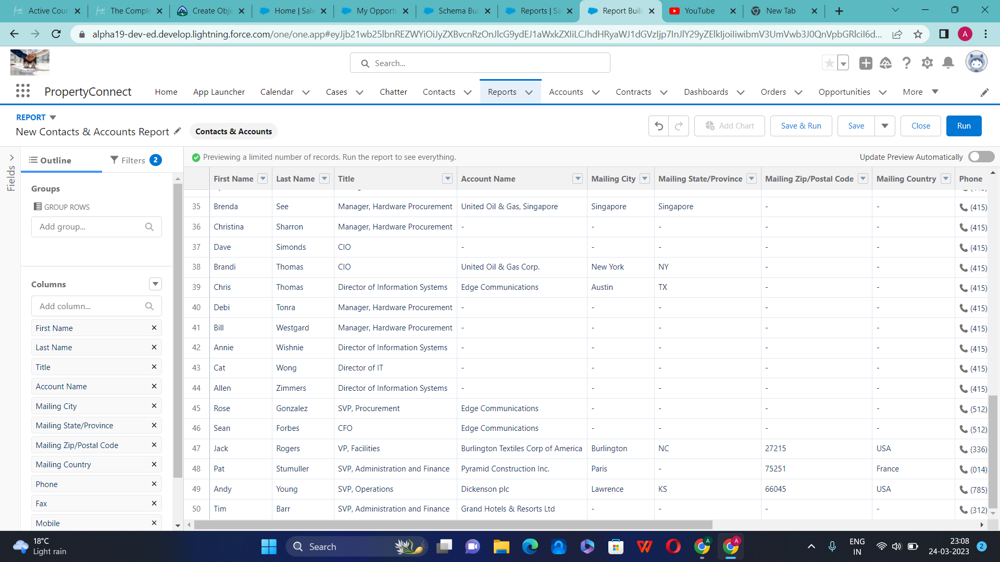 Active Cour
The Comple
Create Obje
Home | Sale
My Opportu
Schema Buil
Reports | Sa
Report Build
YouTube
New Tab
alpha19-dev-ed.develop.lightning.force.com/one/one.app#eyJjb21wb25lbnREZWYiOiJyZXBvcnRzOnJlcG9ydEJ1aWxkZXIiLCJhdHRyaWJ1dGVzIjp7InJlY29yZElkIjoiIiwibmV3UmVwb3J0QnVpbGRlciI6d...
A
Search...
PropertyConnect
Home
App Launcher
Calendar
Cases
Chatter
Contacts
Reports
Accounts
Contracts
Dashboards
Orders
Opportunities
More
REPORT
New Contacts & Accounts Report
Contacts & Accounts
Add Chart
Save & Run
Save
Close
Run
Fields
Outline
Filters 2
Previewing a limited number of records. Run the report to see everything.
Update Preview Automatically
Groups
GROUP ROWS
Add group...
Columns
Add column...
First Name
Last Name
Title
Account Name
Mailing City
Mailing State/Province
Mailing Zip/Postal Code
Mailing Country
Phone
Fax
Mobile
First Name Last Name Title Account Name Mailing City Mailing State/Province Mailing Zip/Postal Code Mailing Country Phone
35 Brenda See Manager, Hardware Procurement United Oil & Gas, Singapore Singapore Singapore - - (415)
36 Christina Sharron Manager, Hardware Procurement - - - - - (415)
37 Dave Simonds CIO - - - - - (415)
38 Brandi Thomas CIO United Oil & Gas Corp. New York NY - - (415)
39 Chris Thomas Director of Information Systems Edge Communications Austin TX - - (415)
40 Debi Tonra Manager, Hardware Procurement - - - - - (415)
41 Bill Westgard Manager, Hardware Procurement - - - - - (415)
42 Annie Wishnie Director of Information Systems - - - - - (415)
43 Cat Wong Director of IT - - - - - (415)
44 Allen Zimmers Director of Information Systems - - - - - (415)
45 Rose Gonzalez SVP, Procurement Edge Communications - - - - (512)
46 Sean Forbes CFO Edge Communications - - - - (512)
47 Jack Rogers VP, Facilities Burlington Textiles Corp of America Burlington NC 27215 USA (336)
48 Pat Stumuller SVP, Administration and Finance Pyramid Construction Inc. Paris - 75251 France (014)
49 Andy Young SVP, Operations Dickenson plc Lawrence KS 66045 USA (785)
50 Tim Barr SVP, Administration and Finance Grand Hotels & Resorts Ltd - - - - (312)
18°C
Light rain
Search
A
A
ENG
IN
23:08
24-03-2023
2